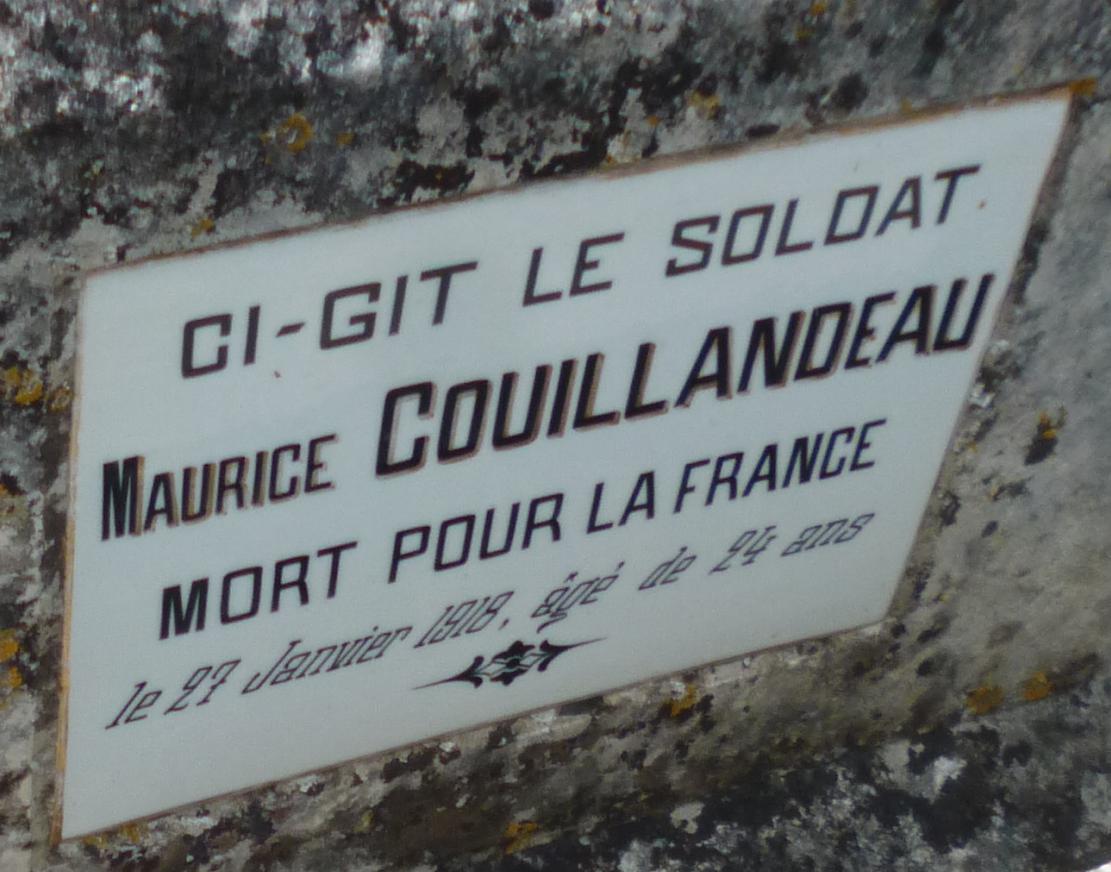 CI-GIT LE SOLDAT
MAURICE COUILLANDEAU
MORT POUR LA FRANCE
le 27 Janvier 1918, âgé de 24 ans